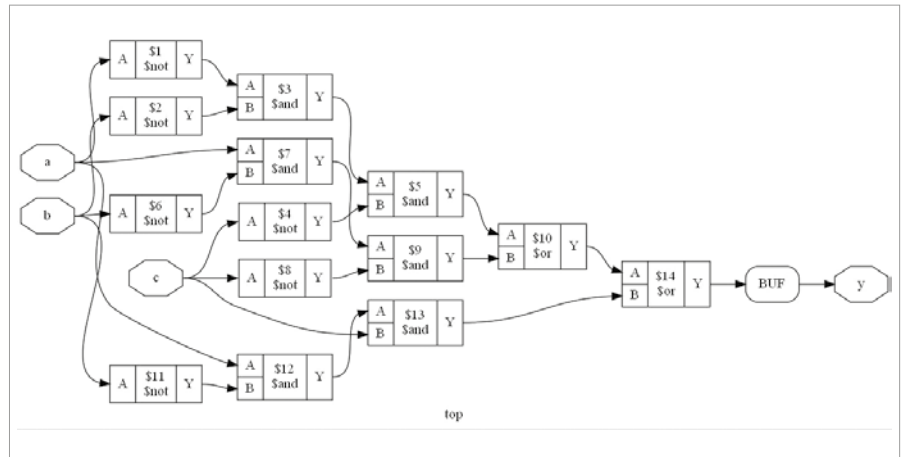 $1
A $not Y
A $3
B $and Y
$2
A $not Y
a
A $7
B $and Y
A $5
B $and Y
b
$6
A $not Y
$4
A $not Y
A $10
B $or Y
A $9
B $and Y
c
$8
A $not Y
A $14
B $or Y
BUF
y
A $13
B $and Y
A $12
B $and Y
$11
A $not Y
top